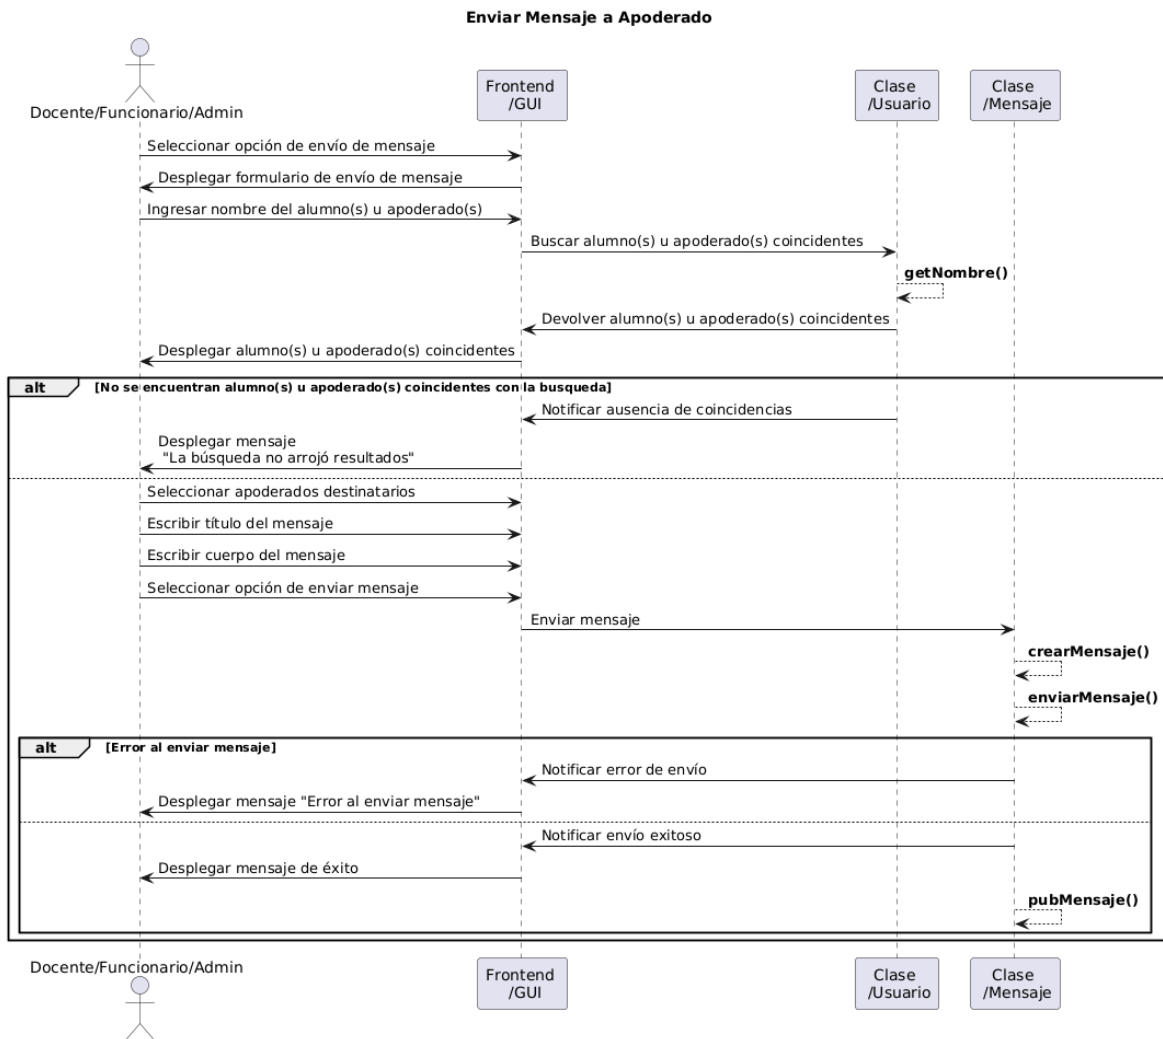 Enviar Mensaje a Apoderado
Docente/Funcionario/Admin
Frontend
/GUI
Clase
/Usuario
Clase
/Mensaje
Seleccionar opción de envío de mensaje
Desplegar formulario de envío de mensaje
Ingresar nombre del alumno(s) u apoderado(s)
Buscar alumno(s) u apoderado(s) coincidentes
getNombre()
Devolver alumno(s) u apoderado(s) coincidentes
Desplegar alumno(s) u apoderado(s) coincidentes
alt [No se encuentran alumno(s) u apoderado(s) coincidentes con la busqueda]
Notificar ausencia de coincidencias
Desplegar mensaje
"La búsqueda no arrojó resultados"
Seleccionar apoderados destinatarios
Escribir título del mensaje
Escribir cuerpo del mensaje
Seleccionar opción de enviar mensaje
Enviar mensaje
crearMensaje()
enviarMensaje()
alt [Error al enviar mensaje]
Notificar error de envío
Desplegar mensaje "Error al enviar mensaje"
Notificar envío exitoso
Desplegar mensaje de éxito
pubMensaje()
Docente/Funcionario/Admin
Frontend
/GUI
Clase
/Usuario
Clase
/Mensaje